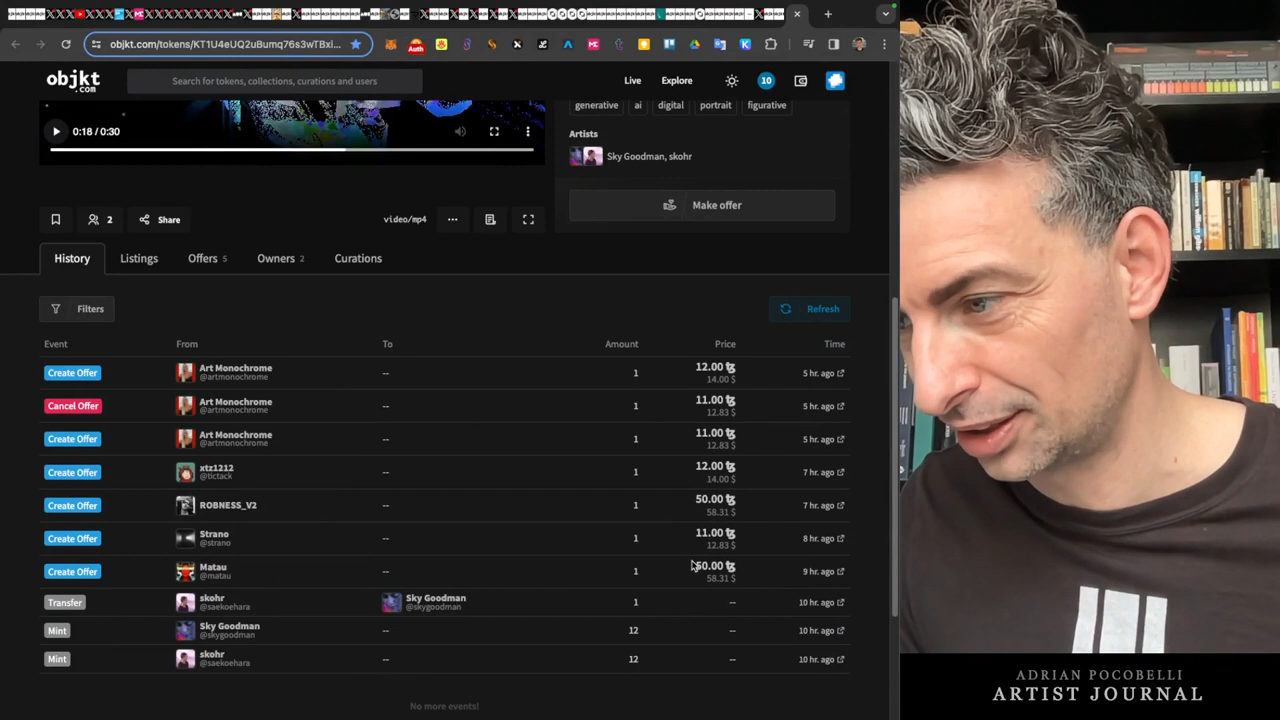 objkt.com/tokens/KT1U4eUQ2uBumq76s3wTBxi...
Auth
objkt
.com
Search for tokens, collections, curations and users
Live
Explore
10
0:18 / 0:30
generative
ai
digital
portrait
figurative
Artists
Sky Goodman, skohr
Make offer
2
Share
video/mp4
History
Listings
Offers 5
Owners 2
Curations
Filters
Refresh
Event From To Amount Price Time
Create Offer Art Monochrome -- 1 12.00 5 hr. ago
@artmonochrome 14.00 $
Cancel Offer Art Monochrome -- 1 11.00 5 hr. ago
@artmonochrome 12.83 $
Create Offer Art Monochrome -- 1 11.00 5 hr. ago
@artmonochrome 12.83 $
Create Offer xtz1212 -- 1 12.00 7 hr. ago
@tictack 14.00 $
Create Offer ROBNESS_V2 -- 1 50.00 7 hr. ago
58.31 $
Create Offer Strano -- 1 11.00 8 hr. ago
@strano 12.83 $
Create Offer Matau -- 1 50.00 9 hr. ago
@matau 58.31 $
Transfer skohr Sky Goodman 1 -- 10 hr. ago
@saekoehara @skygoodman
Mint Sky Goodman -- 12 -- 10 hr. ago
@skygoodman
Mint skohr -- 12 -- 10 hr. ago
@saekoehara
No more events!
ADRIAN POCOBELLI
ARTIST JOURNAL